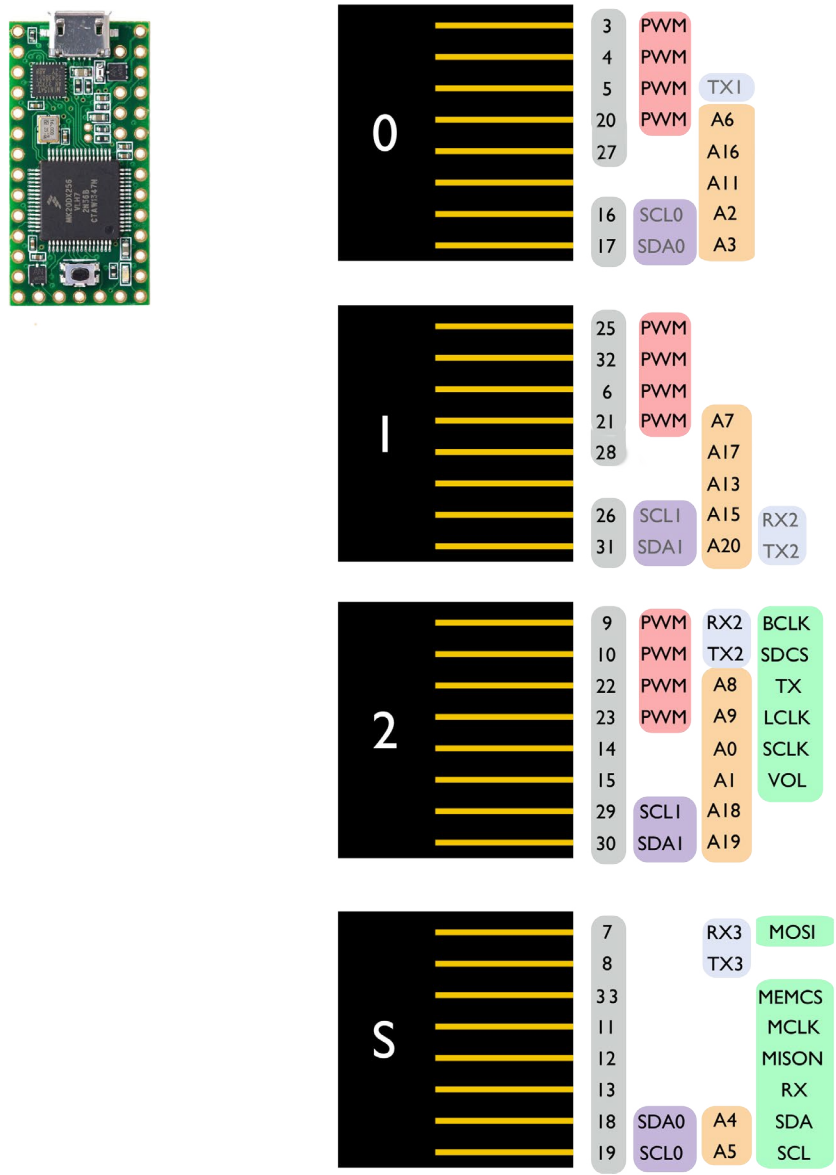 MK20DX256
VLH7
0
3 PWM
4 PWM
5 PWM TX1
20 PWM A6
27 A16
A11
16 SCL0 A2
17 SDA0 A3
1
25 PWM
32 PWM
6 PWM
21 PWM A7
28 A17
A13
26 SCL1 A15 RX2
31 SDA1 A20 TX2
2
9 PWM RX2 BCLK
10 PWM TX2 SDCS
22 PWM A8 TX
23 PWM A9 LCLK
14 A0 SCLK
15 A1 VOL
29 SCL1 A18
30 SDA1 A19
S
7 RX3 MOSI
8 TX3
33 MEMCS
11 MCLK
12 MISON
13 RX
18 SDA0 A4 SDA
19 SCL0 A5 SCL